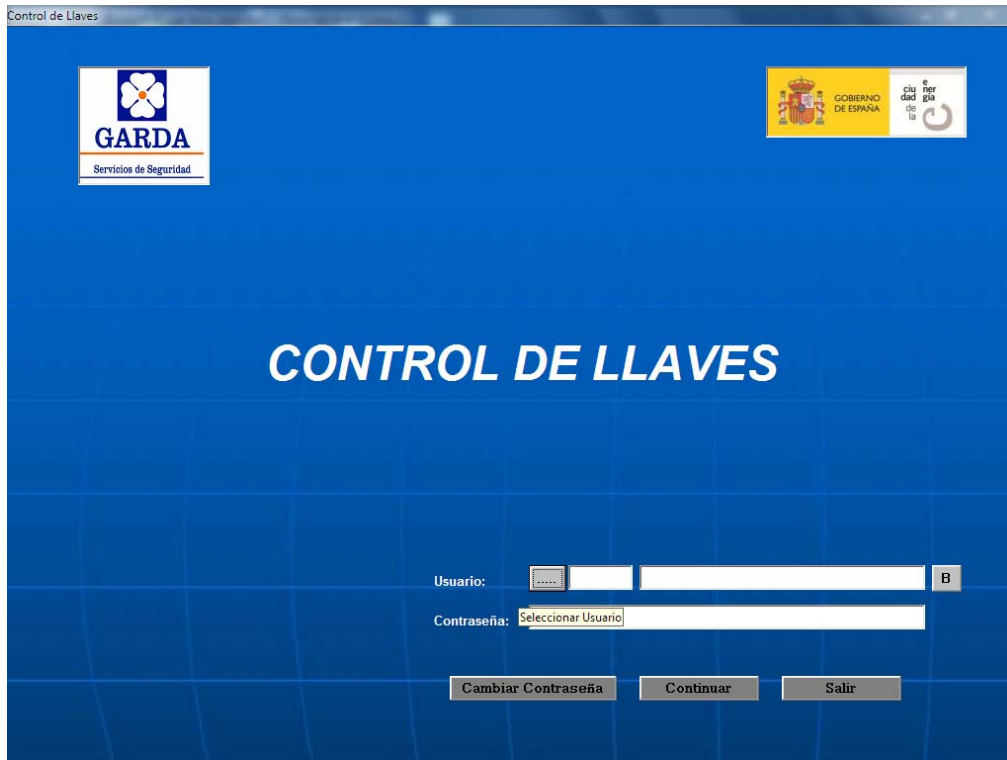 Control de Llaves
GARDA
Servicios de Seguridad
GOBIERNO
DE ESPAÑA
ciu
dad
de
la
e
ner
gía
CONTROL DE LLAVES
Usuario:
.....
B
Contraseña:
Seleccionar Usuario
Cambiar Contraseña
Continuar
Salir